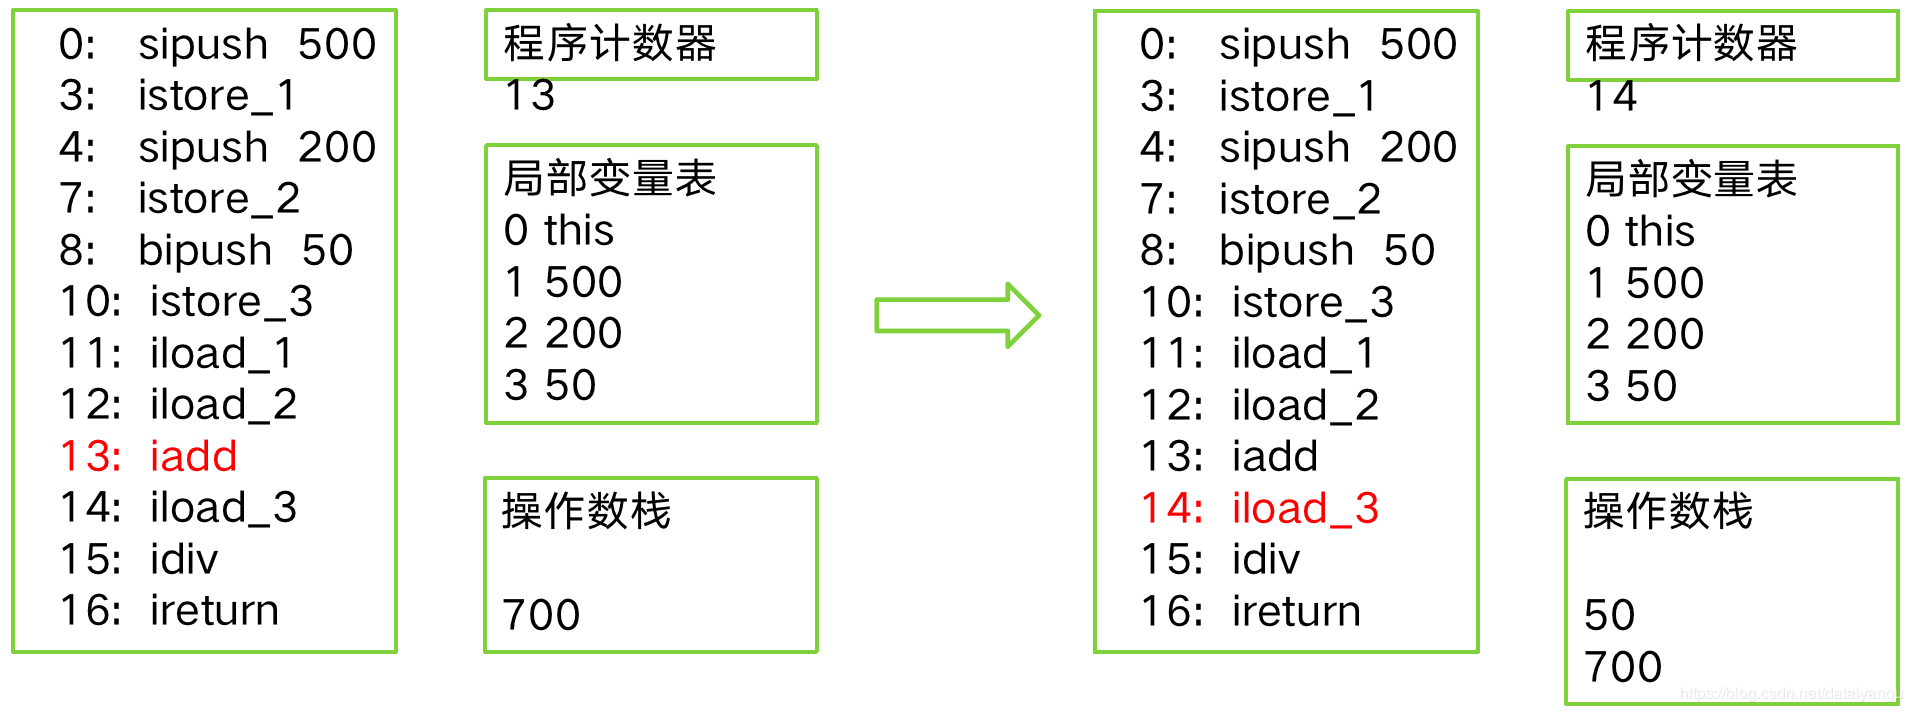 0: sipush 500
3: istore_1
4: sipush 200
7: istore_2
8: bipush 50
10: istore_3
11: iload_1
12: iload_2
13: iadd
14: iload_3
15: idiv
16: ireturn
程序计数器
13
局部变量表
0 this
1 500
2 200
3 50
操作数栈
700
0: sipush 500
3: istore_1
4: sipush 200
7: istore_2
8: bipush 50
10: istore_3
11: iload_1
12: iload_2
13: iadd
14: iload_3
15: idiv
16: ireturn
程序计数器
14
局部变量表
0 this
1 500
2 200
3 50
操作数栈
50
700
https://blog.csdn.net/dataiyangu